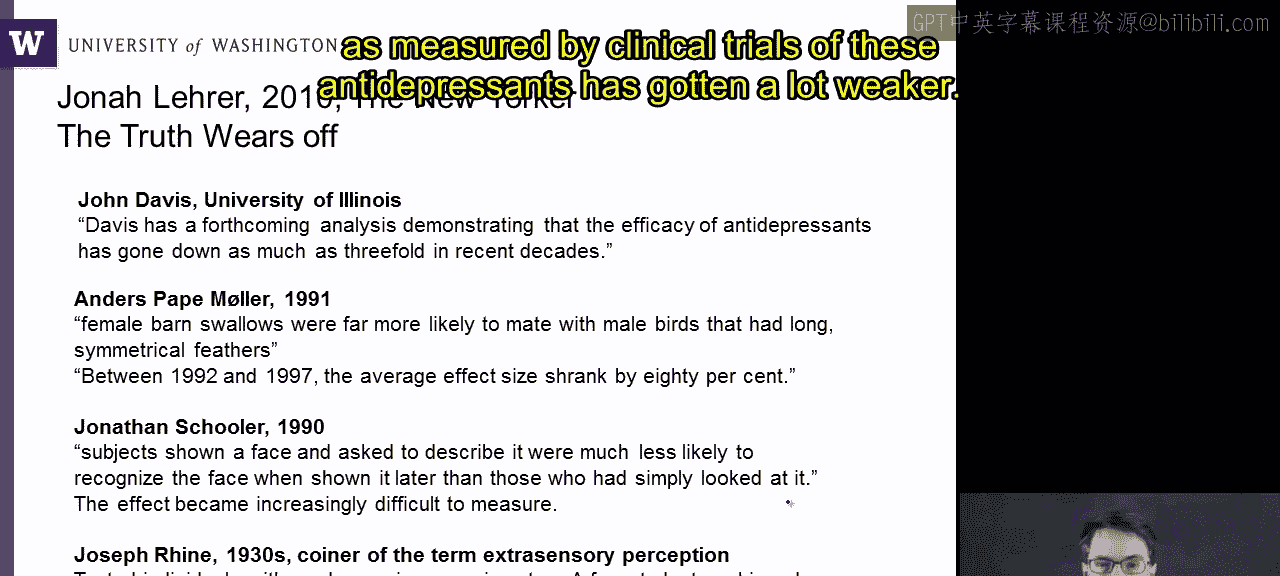 GPT中英字幕课程资源@bilibili.com
W
UNIVERSITY of WASHINGTON
as measured by clinical trials of these
antidepressants has gotten a lot weaker.
Jonah Lehrer, 2010, The New Yorker
The Truth Wears off
John Davis, University of Illinois
“Davis has a forthcoming analysis demonstrating that the efficacy of antidepressants
has gone down as much as threefold in recent decades.”
Anders Pape Møller, 1991
“female barn swallows were far more likely to mate with male birds that had long,
symmetrical feathers”
“Between 1992 and 1997, the average effect size shrank by eighty per cent.”
Jonathan Schooler, 1990
“subjects shown a face and asked to describe it were much less likely to
recognize the face when shown it later than those who had simply looked at it.”
The effect became increasingly difficult to measure.
Joseph Rhine, 1930s, coiner of the term extrasensory perception